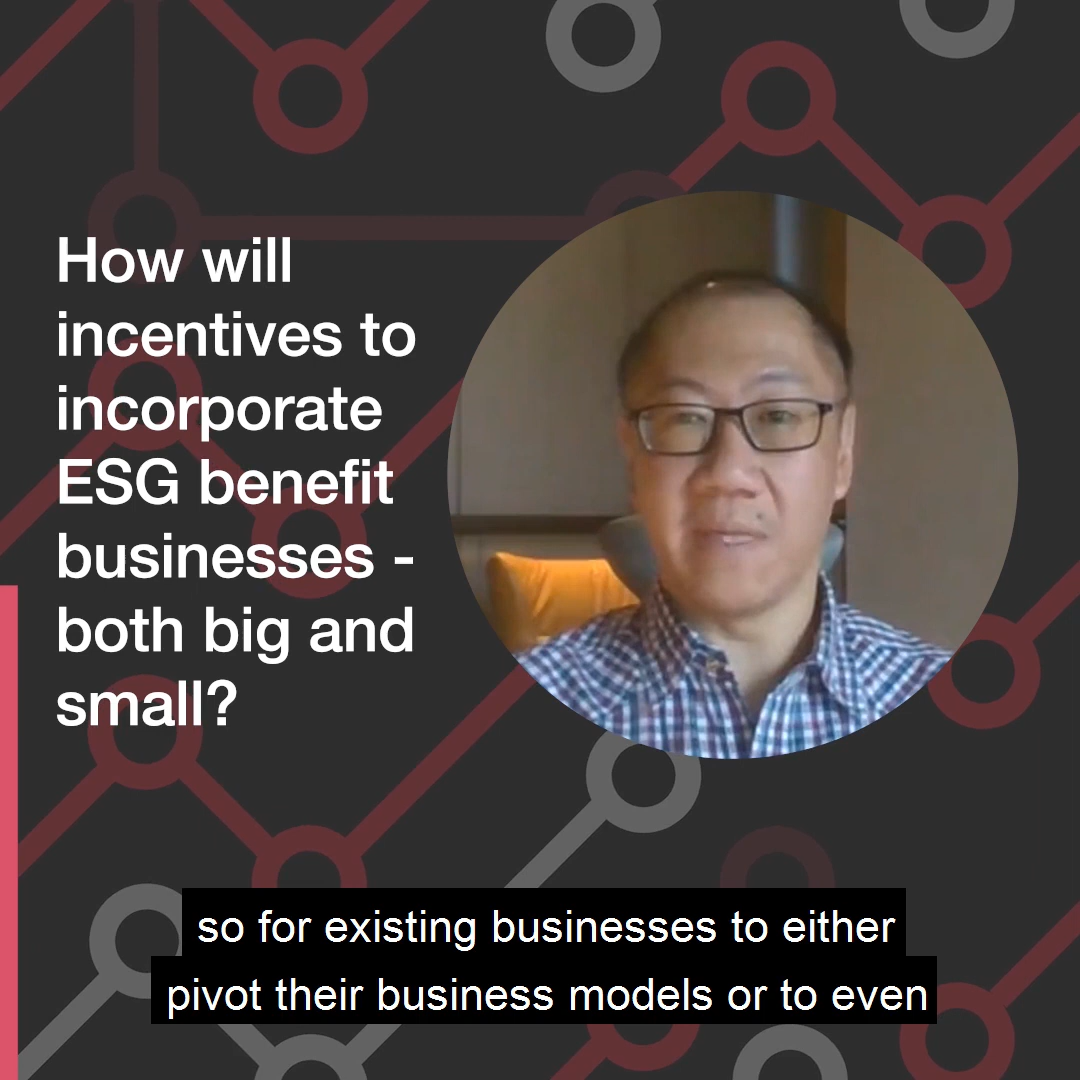 How will
incentives to
incorporate
ESG benefit
businesses -
both big and
small?
so for existing businesses to either
pivot their business models or to even